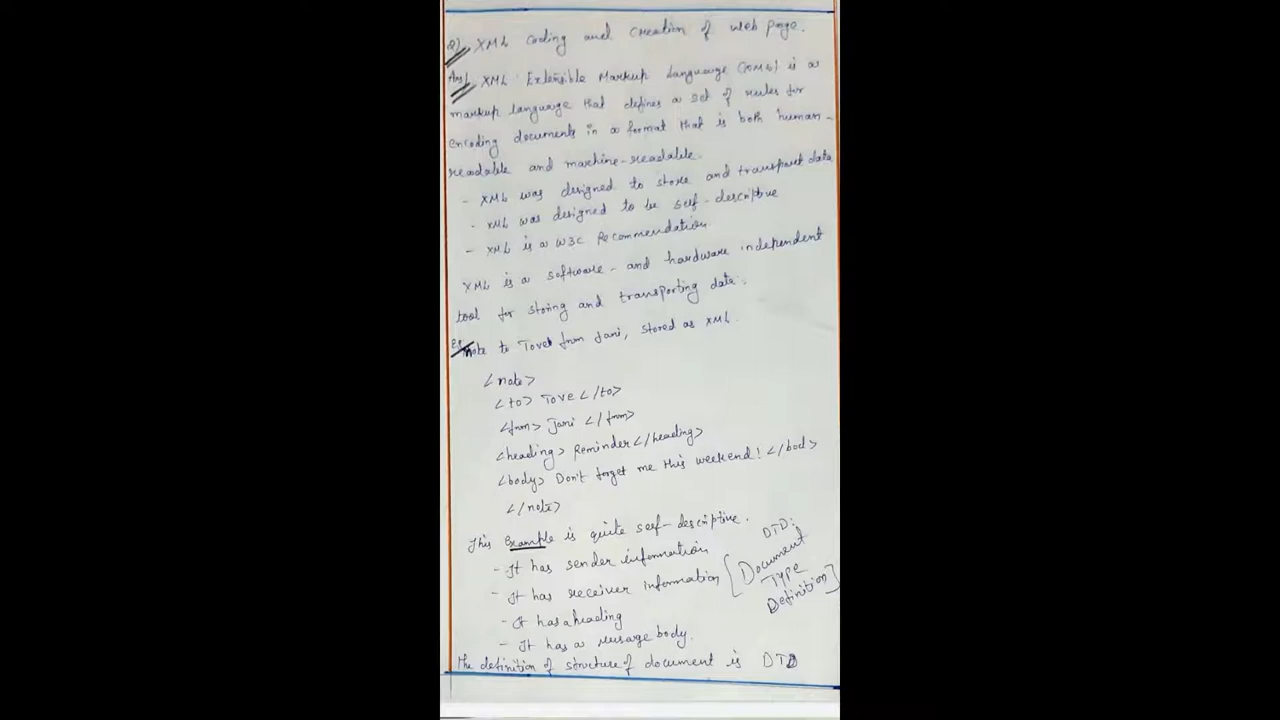 Q) XML Coding and Creation of Web page.
Ans) XML Extensible Markup Language (XML) is a
markup language that defines a set of rules for
encoding documents in a format that is both human-
readable and machine-readable.
- XML was designed to store and transport data
- XML was designed to be self-descriptive
- XML is a W3C Recommendation.
XML is a software- and hardware independent
tool for storing and transporting data.
Eg. Note to Tove from Jani, stored as XML.
<note>
<to> Tove </to>
<from> Jani </from>
<heading> Reminder </heading>
<body> Don't forget me this weekend! </body>
</note>
This Example is quite self-descriptive.
- It has sender information
- It has receiver information
- It has a heading
- It has a message body.
DTD:
[Document
Type
Definition]
The definition of structure of document is DTD